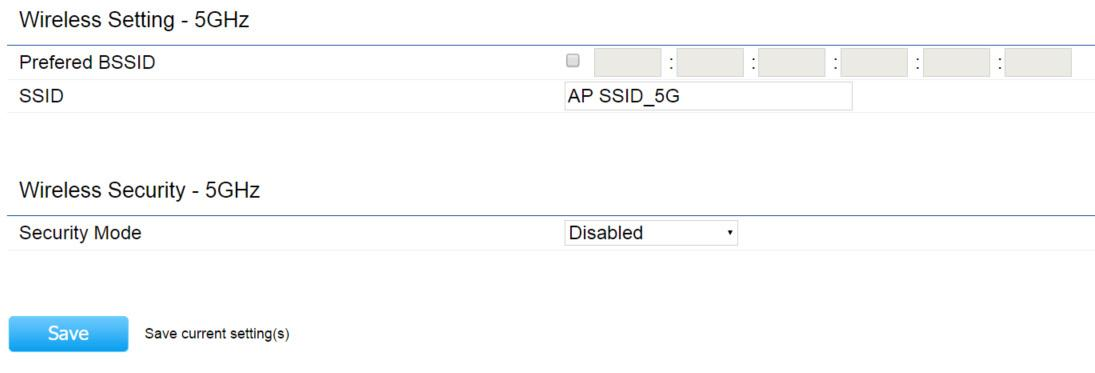 Wireless Setting - 5GHz
Prefered BSSID : : : : :
SSID AP SSID_5G
Wireless Security - 5GHz
Security Mode Disabled
Save Save current setting(s)